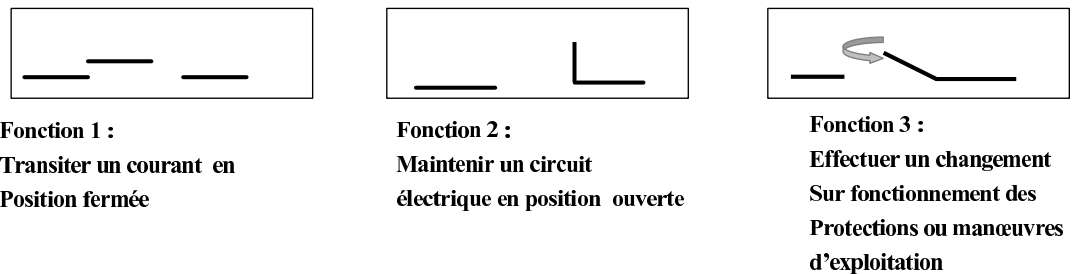 Fonction 1 :
Transiter un courant en
Position fermée
Fonction 2 :
Maintenir un circuit
électrique en position ouverte
Fonction 3 :
Effectuer un changement
Sur fonctionnement des
Protections ou manœuvres
d’exploitation